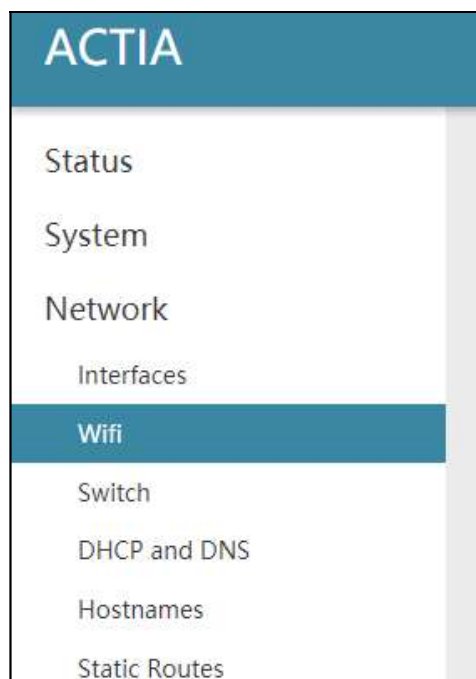 ACTIA
Status
System
Network
Interfaces
Wifi
Switch
DHCP and DNS
Hostnames
Static Routes